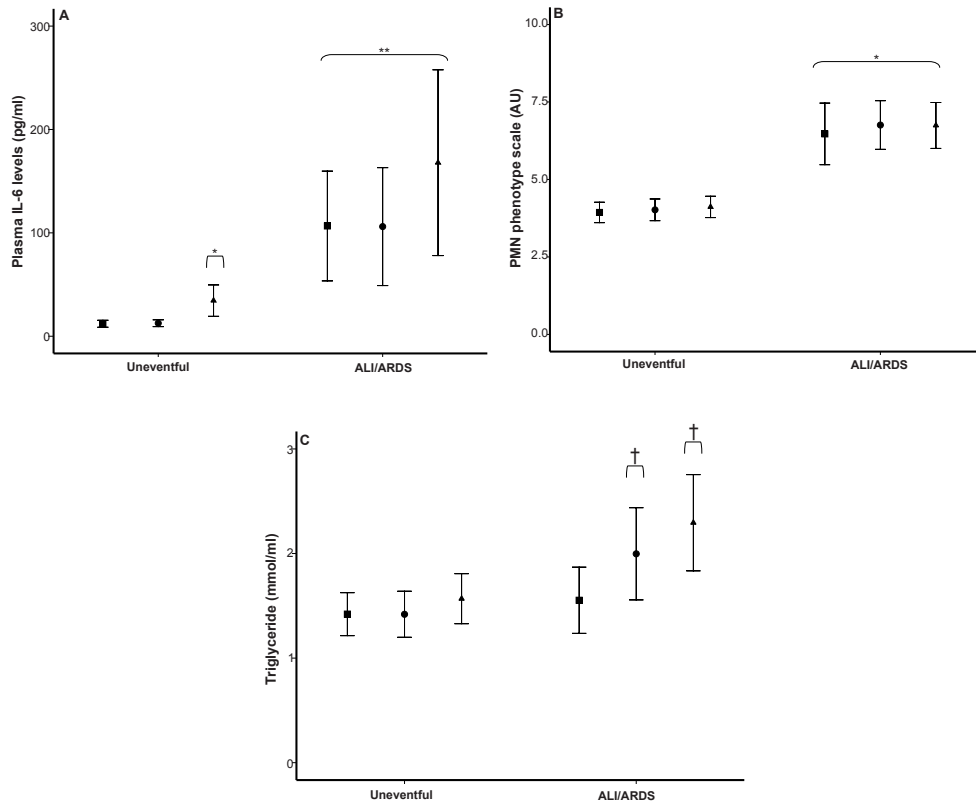 A
Plasma IL-6 levels (pg/ml)
300
200
100
0
*
**
Uneventful
ALI/ARDS
B
PMN phenotype scale (AU)
10.0
7.5
5.0
2.5
0.0
*
Uneventful
ALI/ARDS
C
Triglyceride (mmol/ml)
3
2
1
0
†
†
Uneventful
ALI/ARDS